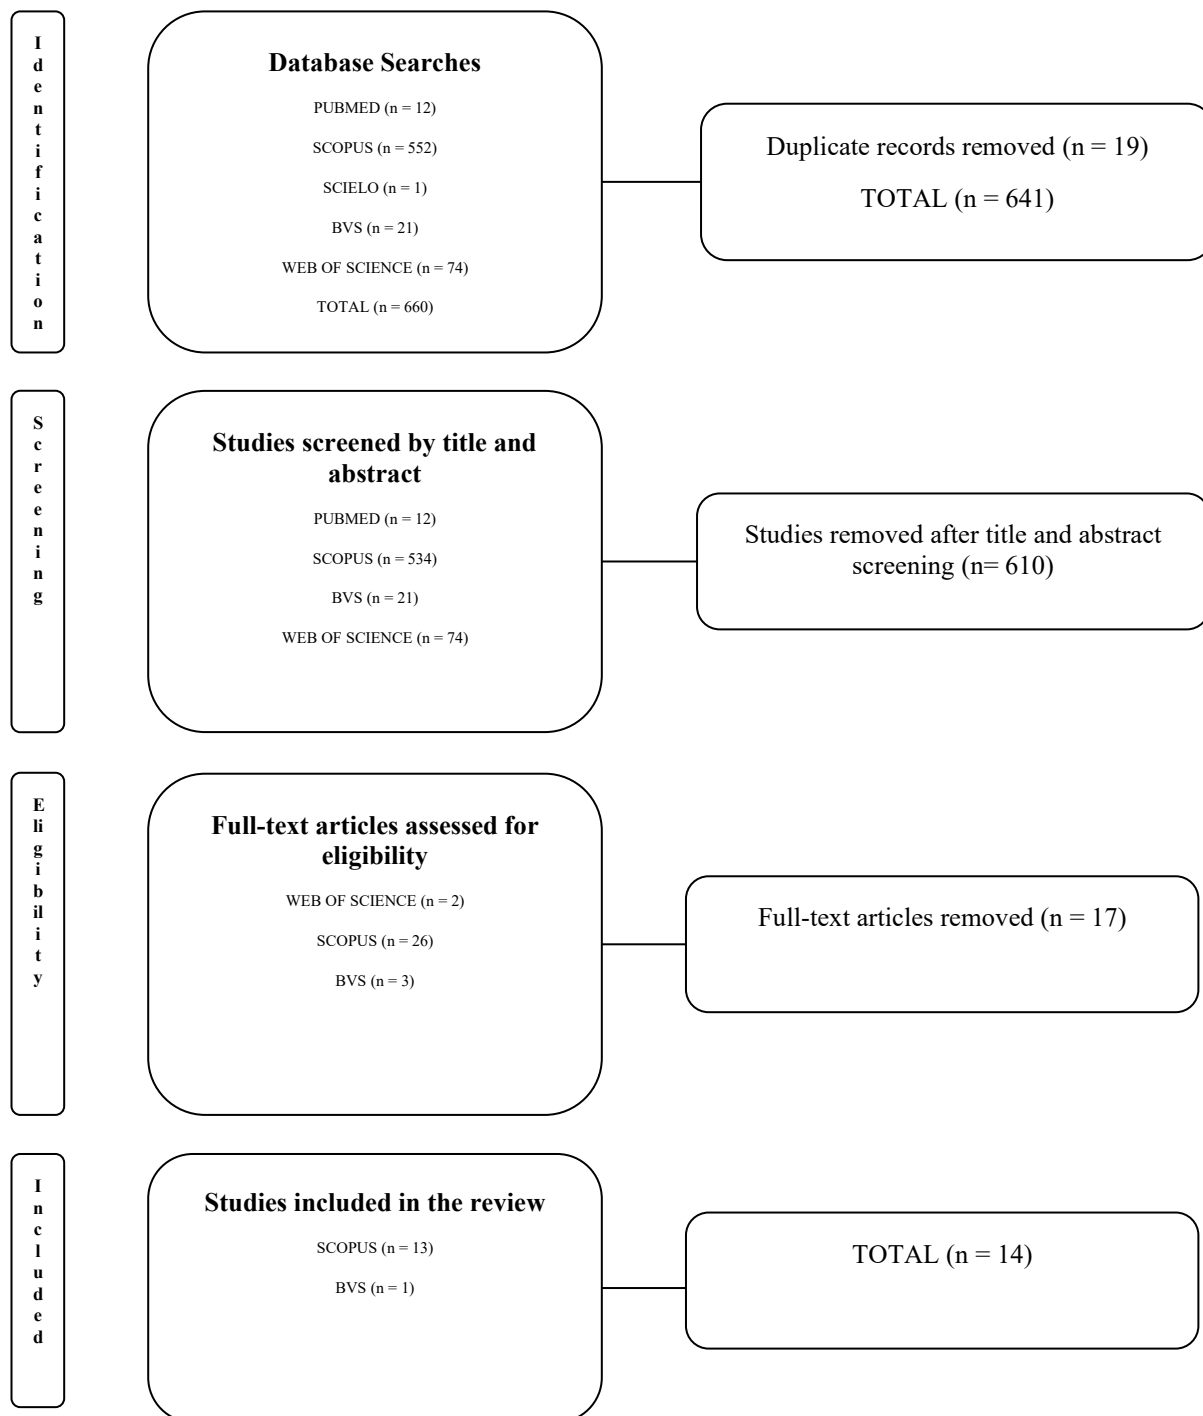 Identification
Database Searches
PUBMED (n = 12)
SCOPUS (n = 552)
SCIELO (n = 1)
BVS (n = 21)
WEB OF SCIENCE (n = 74)
TOTAL (n = 660)
Duplicate records removed (n = 19)
TOTAL (n = 641)
Screening
Studies screened by title and
abstract
PUBMED (n = 12)
SCOPUS (n = 534)
BVS (n = 21)
WEB OF SCIENCE (n = 74)
Studies removed after title and abstract
screening (n= 610)
Eligibility
Full-text articles assessed for
eligibility
WEB OF SCIENCE (n = 2)
SCOPUS (n = 26)
BVS (n = 3)
Full-text articles removed (n = 17)
Included
Studies included in the review
SCOPUS (n = 13)
BVS (n = 1)
TOTAL (n = 14)